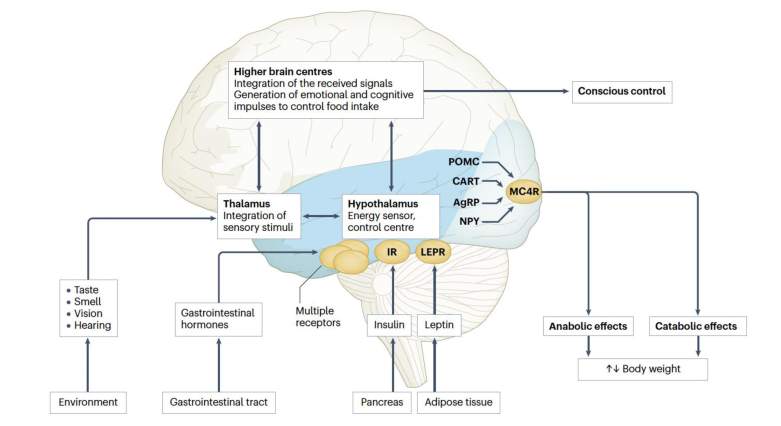 Higher brain centres
Integration of the received signals
Generation of emotional and cognitive
impulses to control food intake
Conscious control
POMC
CART
AgRP
NPY
MC4R
Thalamus
Integration of
sensory stimuli
Hypothalamus
Energy sensor,
control centre
IR
LEPR
• Taste
• Smell
• Vision
• Hearing
Gastrointestinal
hormones
Multiple
receptors
Insulin
Leptin
Anabolic effects
Catabolic effects
↑↓ Body weight
Environment
Gastrointestinal tract
Pancreas
Adipose tissue